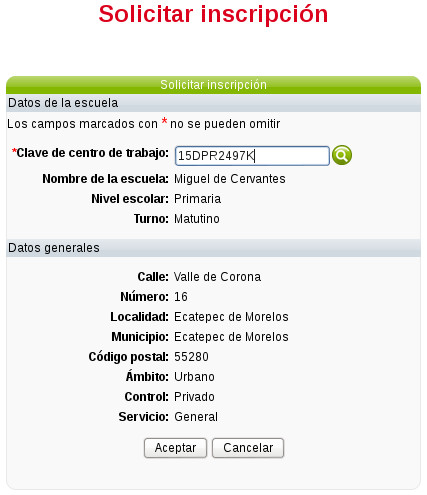 Solicitar inscripción
Solicitar inscripción
Datos de la escuela
Los campos marcados con * no se pueden omitir
*Clave de centro de trabajo: 15DPR2497K
Nombre de la escuela: Miguel de Cervantes
Nivel escolar: Primaria
Turno: Matutino
Datos generales
Calle: Valle de Corona
Número: 16
Localidad: Ecatepec de Morelos
Municipio: Ecatepec de Morelos
Código postal: 55280
Ámbito: Urbano
Control: Privado
Servicio: General
Aceptar Cancelar